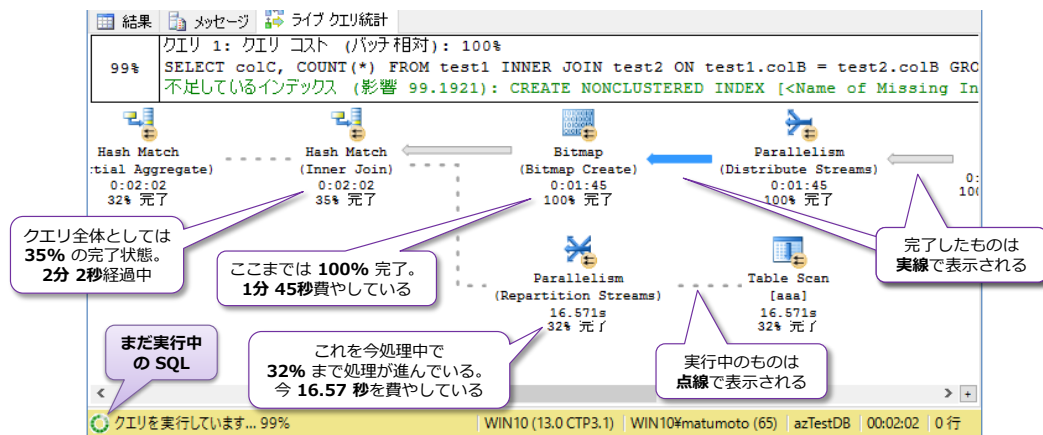 結果 メッセージ ライブ クエリ統計
クエリ 1: クエリ コスト (バッチ相対): 100%
99%
SELECT colC, COUNT(*) FROM test1 INNER JOIN test2 ON test1.colB = test2.colB GRO
不足しているインデックス (影響 99.1921): CREATE NONCLUSTERED INDEX [<Name of Missing In
Hash Match
tial Aggregate)
0:02:02
32% 完了
Hash Match
(Inner Join)
0:02:02
35% 完了
Bitmap
(Bitmap Create)
0:01:45
100% 完了
Parallelism
(Distribute Streams)
0:01:45
100% 完了
0:
100
クエリ全体としては
35% の完了状態。
2分 2秒経過中
ここまでは 100% 完了。
1分 45秒費やしている
完了したものは
実線で表示される
Parallelism
(Repartition Streams)
16.571s
32% 完了
Table Scan
[aaa]
16.571s
32% 完了
まだ実行中
の SQL
これを今処理中で
32% まで処理が進んでいる。
今 16.57 秒を費やしている
実行中のものは
点線で表示される
クエリを実行しています... 99%
WIN10 (13.0 CTP3.1) WIN10¥matumoto (65) azTestDB 00:02:02 0 行